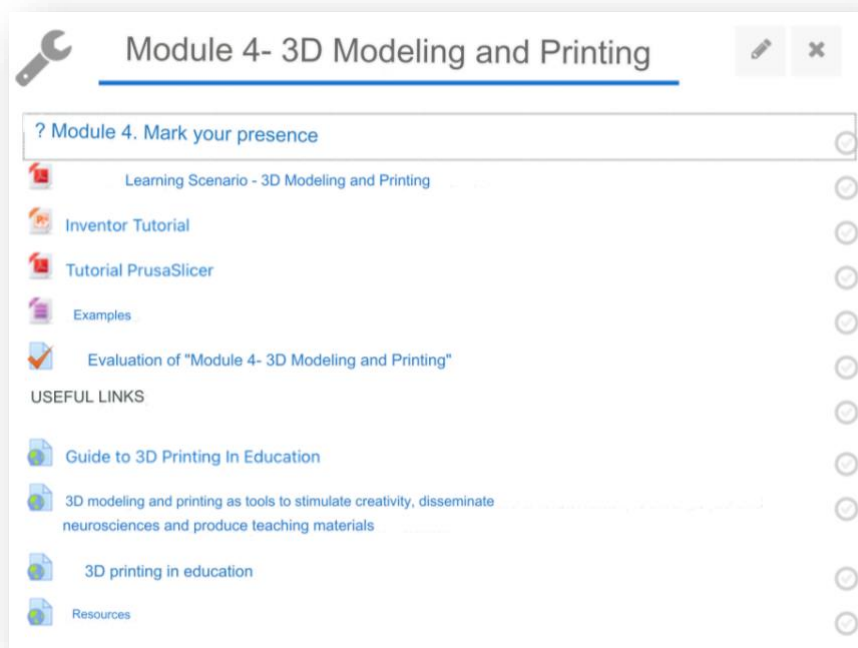 Module 4- 3D Modeling and Printing
? Module 4. Mark your presence
Learning Scenario - 3D Modeling and Printing
Inventor Tutorial
Tutorial PrusaSlicer
Examples
Evaluation of "Module 4- 3D Modeling and Printing"
USEFUL LINKS
Guide to 3D Printing In Education
3D modeling and printing as tools to stimulate creativity, disseminate
neurosciences and produce teaching materials
3D printing in education
Resources